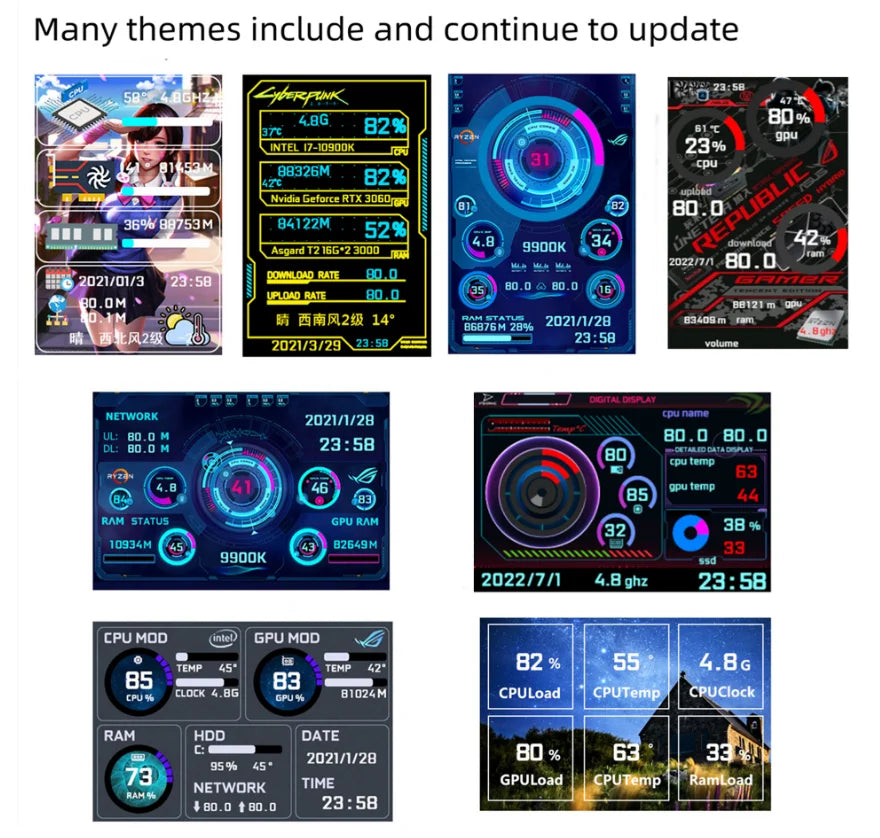 Many themes include and continue to update
CPU
58° 4.8GHZ
CPU
41° 81453M
36% 88753M
2021/01/3 23:58
80.0M
80.1M
晴 西北风2级
CYBERPUNK
4.8G
37℃ 82%
INTEL I7-10900K CPU
88326M
42℃ 82%
Nvidia Geforce RTX 3060 GPU
84122M
52%
Asgard T2 16G*2 3000 RAM
DOWNLOAD RATE 80.0
UPLOAD RATE 80.0
晴 西南风2级 14°
2021/3/29 23:58
CPU CORES
RYZEN
31
81 82
4.8 34
9900K
35 80.0 80.0 16
RAM STATUS 2021/1/28
86876M 28% 23:58
23:58
61℃ 47℃
23% 80%
cpu gpu
upload
80.0
REPUBLIC
SPEED HYBRID
download 42%
2022/7/1 80.0 ram
GAMER
TENCENT EDITION
88121 m gpu
83409 m ram
4.8 ghz
volume
NETWORK 2021/1/28
UL: 80.0 M
DL: 80.0 M 23:58
RYZEN
84 4.8 41 46 83
RAM STATUS GPU RAM
10934M 45 43 82649M
9900K
DIGITAL DISPLAY
cpu name
Temp°C 80.0 80.0
DETAILED DATA DISPLAY
80 cpu temp 63
85 gpu temp 44
32 38 %
33
ssd
2022/7/1 4.8 ghz 23:58
CPU MOD intel GPU MOD
85 TEMP 45° 83 TEMP 42°
CPU % CLOCK 4.8G GPU % 81024M
RAM HDD DATE
C: 2021/1/28
95% 45°
73 NETWORK TIME
RAM % 80.0 80.0 23:58
82 % 55 ° 4.8 G
CPULoad CPUTemp CPUClock
80 % 63 ° 33 %
GPULoad CPUTemp RamLoad